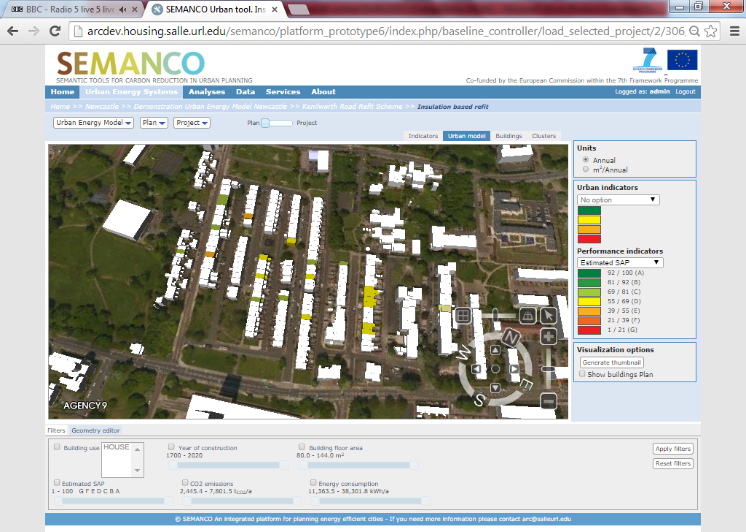 BBC - Radio 5 live 5 live
SEMANCO Urban tool. Ins
arcdev.housing.salle.url.edu/semanco/platform_prototype6/index.php/baseline_controller/load_selected_project/2/306
SEMANCO
SEMANTIC TOOLS FOR CARBON REDUCTION IN URBAN PLANNING
Co-funded by the European Commission within the 7th Framework Programme
Home Urban Energy Systems Analyses Data Services About
Logged as: admin Logout
Home >> Newcastle >> Demonstration Urban Energy Model Newcastle >> Kenilworth Road Refit Scheme >> Insulation based refit
Urban Energy Model Plan Project Plan Project
Indicators Urban model Buildings Clusters
Units
Annual
m²/Annual
Urban indicators
No option
Performance indicators
Estimated SAP
92 / 100 (A)
81 / 92 (B)
69 / 81 (C)
55 / 69 (D)
39 / 55 (E)
21 / 39 (F)
1 / 21 (G)
Visualization options
Generate thumbnail
Show buildings Plan
N
W
E
S
AGENCY9
Filters Geometry editor
Building use HOUSE
Year of construction
1700 - 2020
Building floor area
80.0 - 144.0 m²
Apply filters
Reset filters
Estimated SAP
1 - 100 G F E D C B A
CO2 emissions
2,445.4 - 7,801.5 tCO2/a
Energy consumption
11,363.5 - 38,301.8 kWh/a
© SEMANCO An integrated platform for planning energy efficient cities - If you need more information please contact arc@salleurl.edu